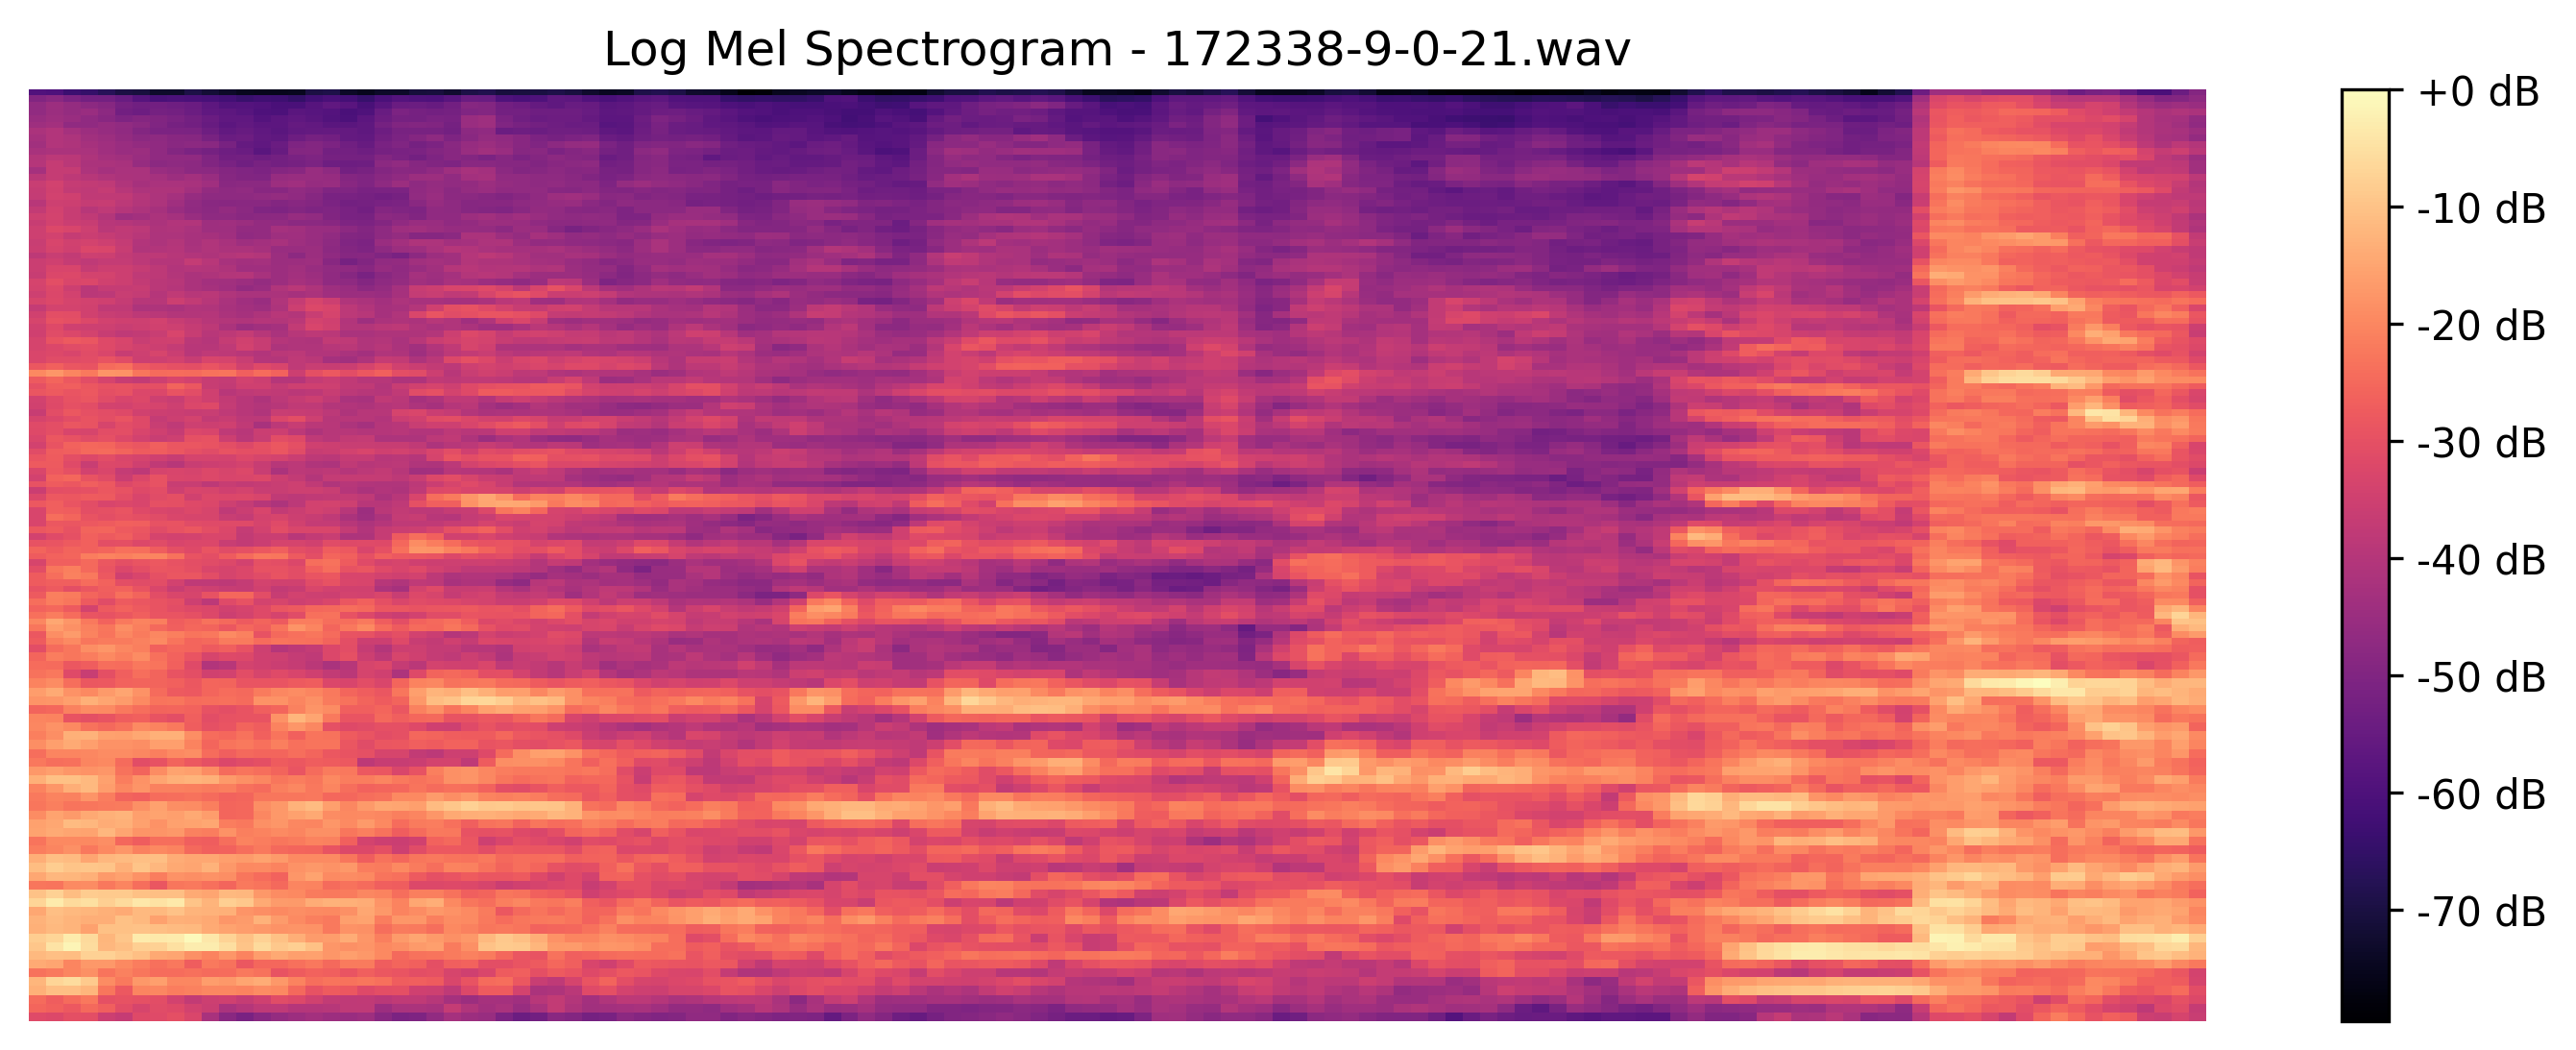 Log Mel Spectrogram - 172338-9-0-21.wav
+0 dB
-10 dB
-20 dB
-30 dB
-40 dB
-50 dB
-60 dB
-70 dB